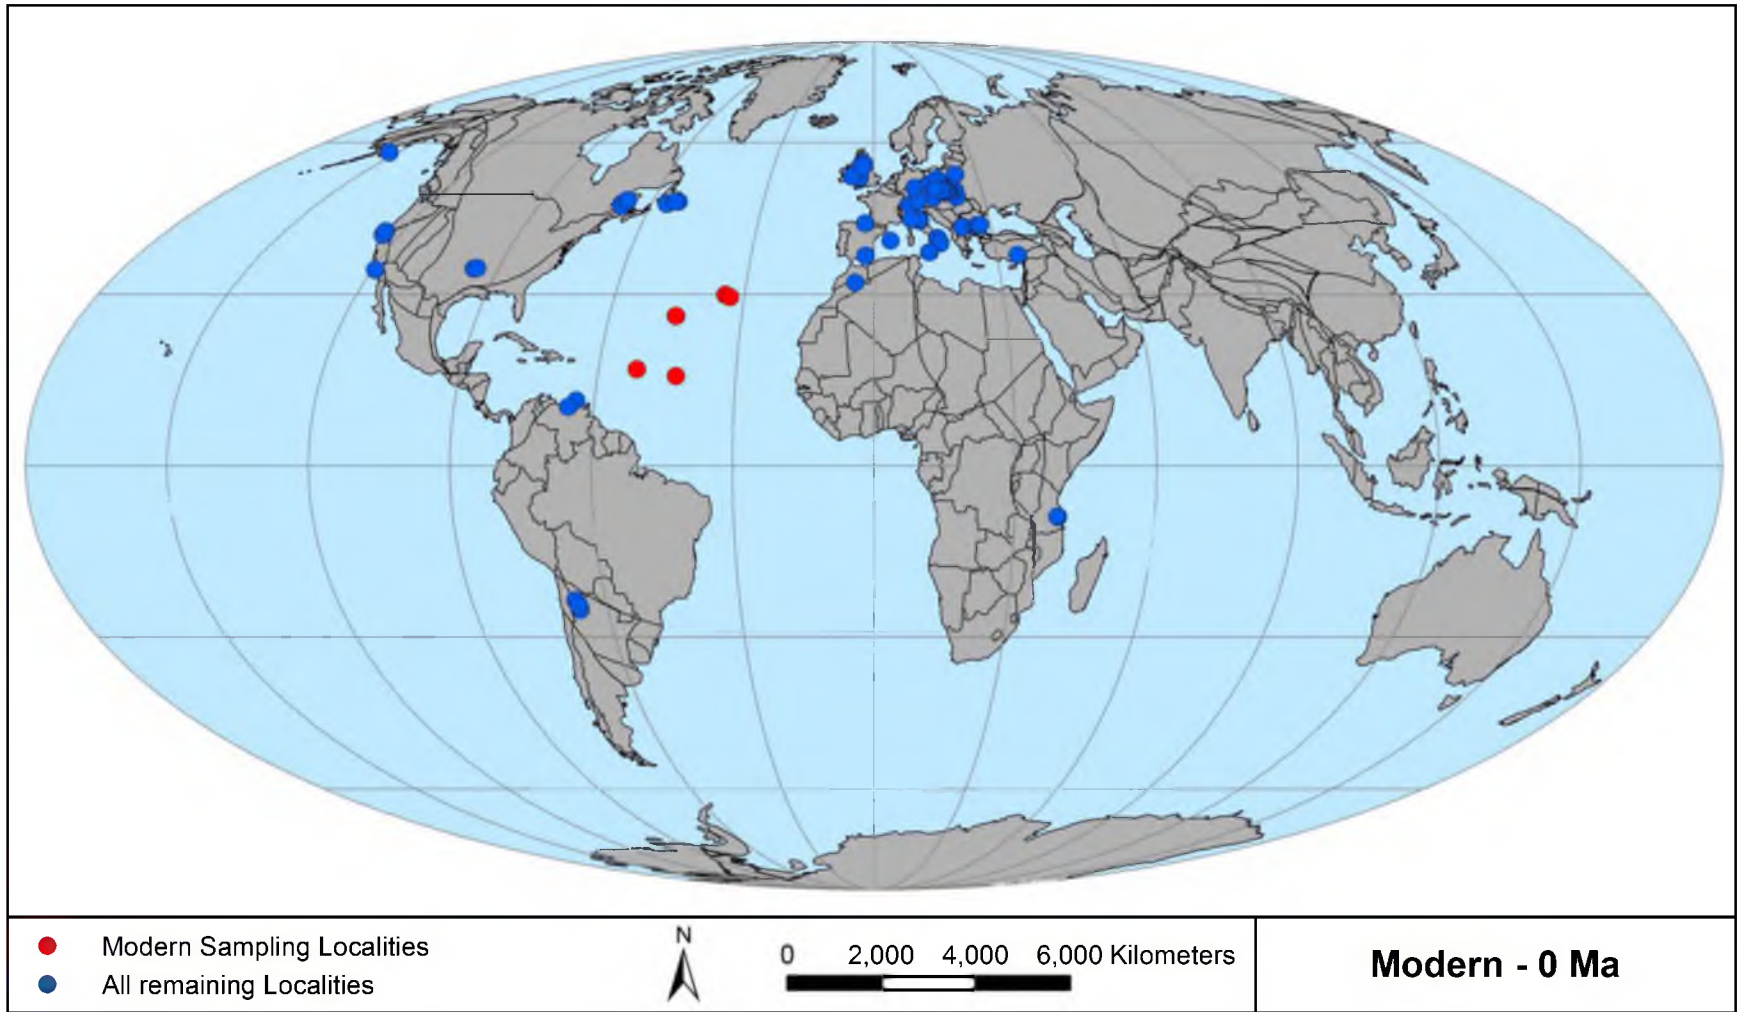 Modern Sampling Localities
All remaining Localities
N
0 2,000 4,000 6,000 Kilometers
Modern - 0 Ma